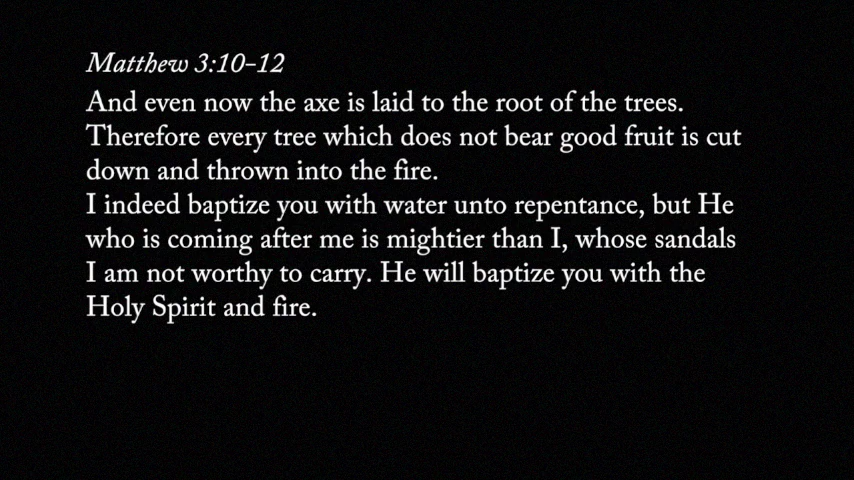 Matthew 3:10-12
And even now the axe is laid to the root of the trees.
Therefore every tree which does not bear good fruit is cut
down and thrown into the fire.
I indeed baptize you with water unto repentance, but He
who is coming after me is mightier than I, whose sandals
I am not worthy to carry. He will baptize you with the
Holy Spirit and fire.